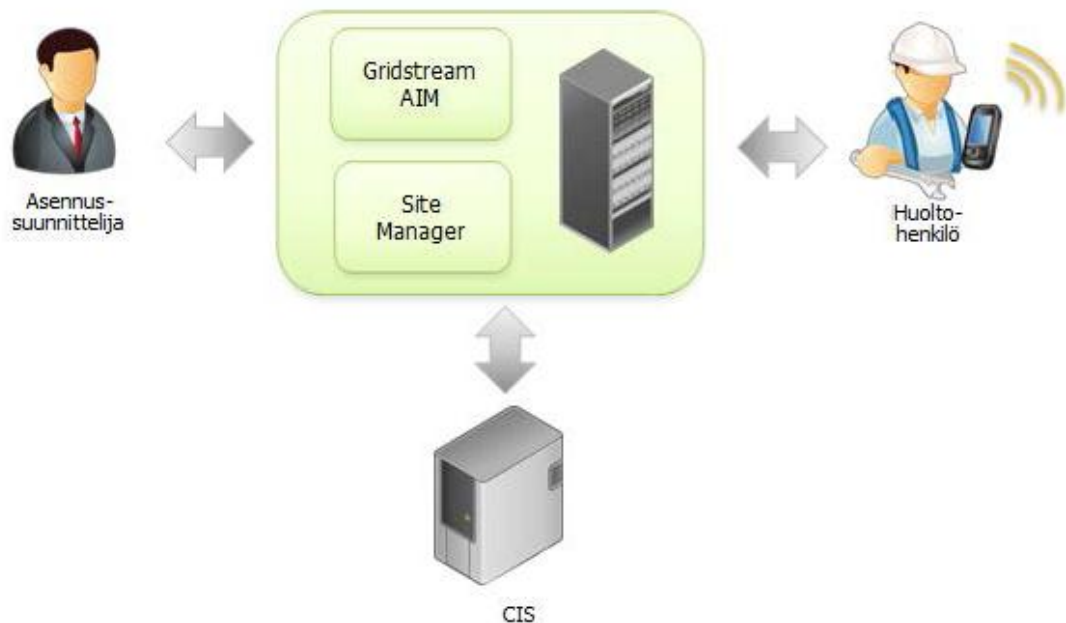 Gridstream
AIM
Site
Manager
Asennus-
suunnittelija
Huolto-
henkilö
CIS